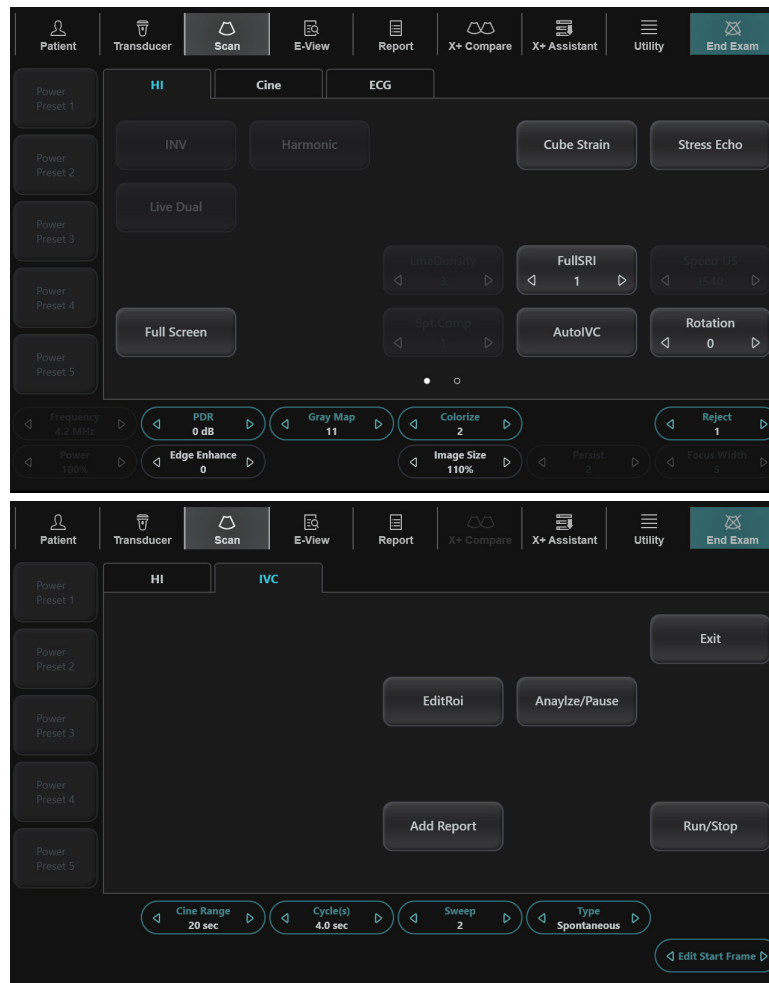 Patient
Transducer
Scan
E-View
Report
X+ Compare
X+ Assistant
Utility
End Exam
Power
Preset 1
Power
Preset 2
Power
Preset 3
Power
Preset 4
Power
Preset 5
HI
Cine
ECG
INV
Harmonic
Cube Strain
Stress Echo
Live Dual
LineDensity
3
FullSRI
1
Speed US
1540
Full Screen
Spt.Comp
1
AutoIVC
Rotation
0
Frequency
4.2 MHz
PDR
0 dB
Gray Map
11
Colorize
2
Reject
1
Power
100%
Edge Enhance
0
Image Size
110%
Persist
2
Focus Width
5
Patient
Transducer
Scan
E-View
Report
X+ Compare
X+ Assistant
Utility
End Exam
Power
Preset 1
Power
Preset 2
Power
Preset 3
Power
Preset 4
Power
Preset 5
HI
IVC
Exit
EditRoi
Anaylze/Pause
Add Report
Run/Stop
Cine Range
20 sec
Cycle(s)
4.0 sec
Sweep
2
Type
Spontaneous
Edit Start Frame